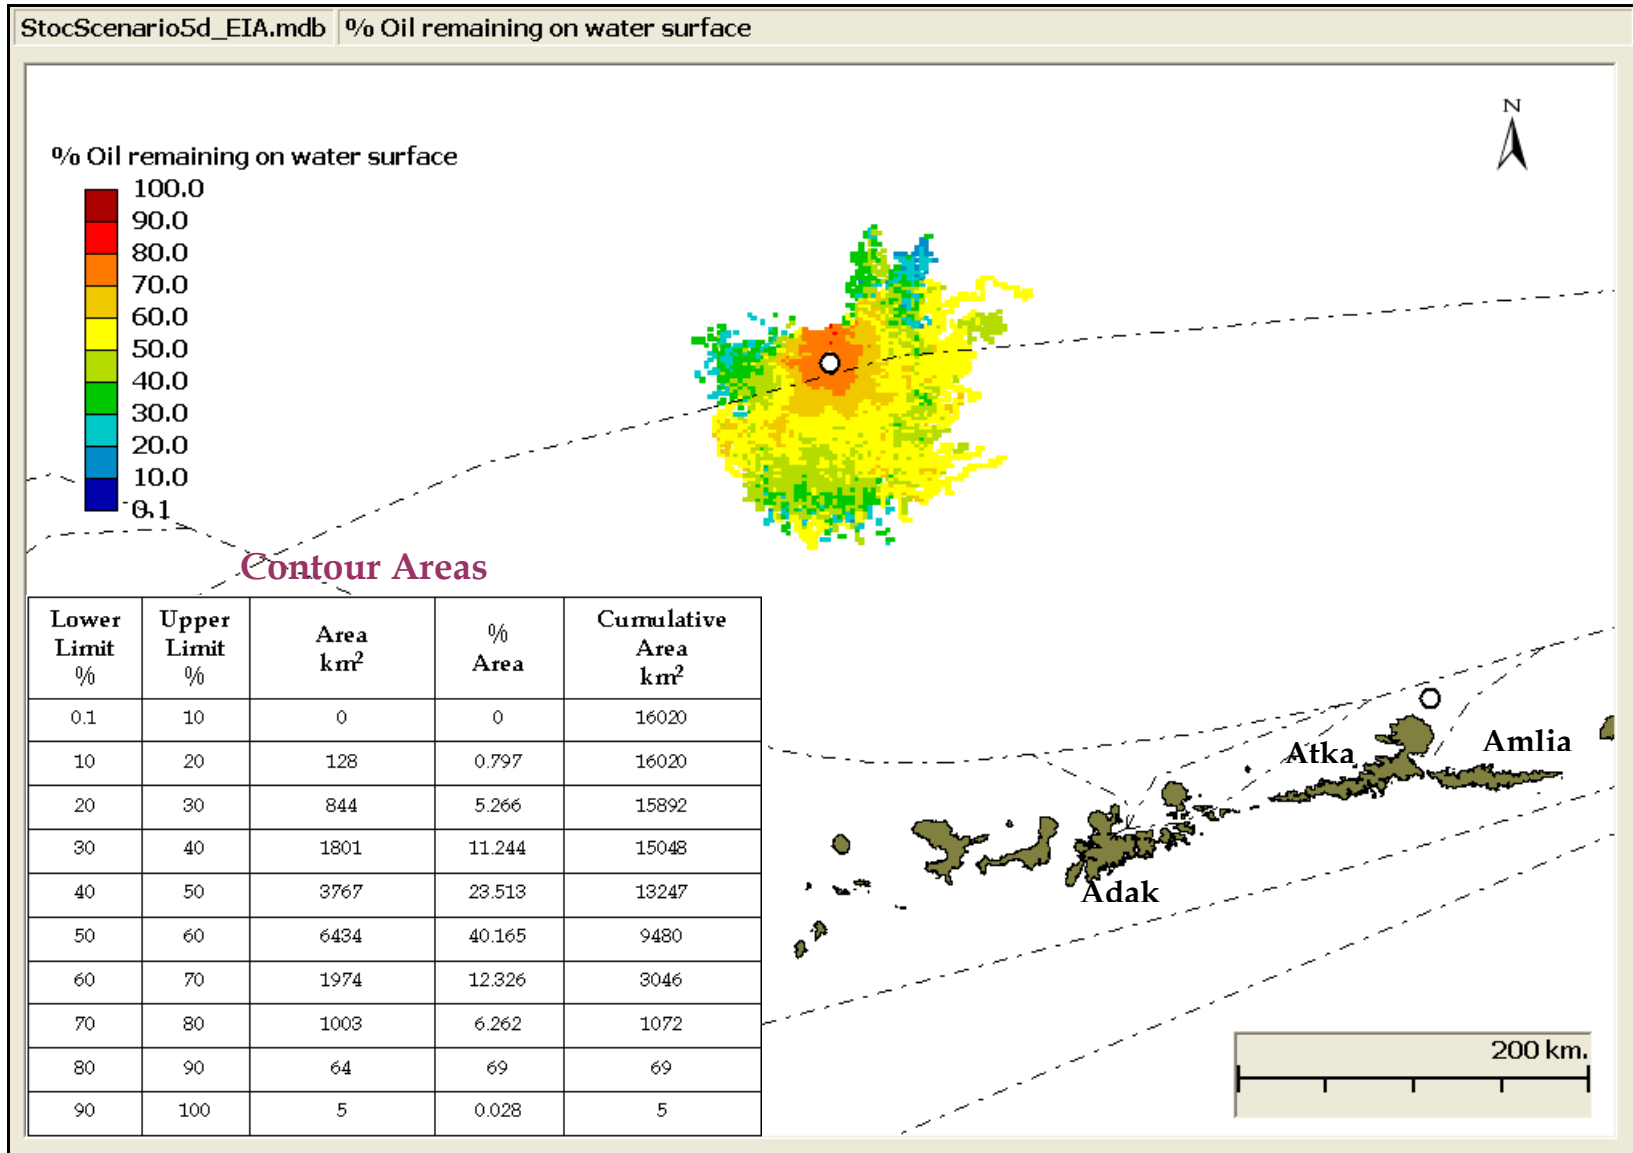 StocScenario5d_EIA.mdb % Oil remaining on water surface
N
% Oil remaining on water surface
100.0
90.0
80.0
70.0
60.0
50.0
40.0
30.0
20.0
10.0
0.1
Contour Areas
Lower Limit % Upper Limit % Area km² % Area Cumulative Area km²
0.1 10 0 0 16020
10 20 128 0.797 16020
20 30 844 5.266 15892
30 40 1801 11.244 15048
40 50 3767 23.513 13247
50 60 6434 40.165 9480
60 70 1974 12.326 3046
70 80 1003 6.262 1072
80 90 64 69 69
90 100 5 0.028 5
Atka
Amlia
Adak
200 km.